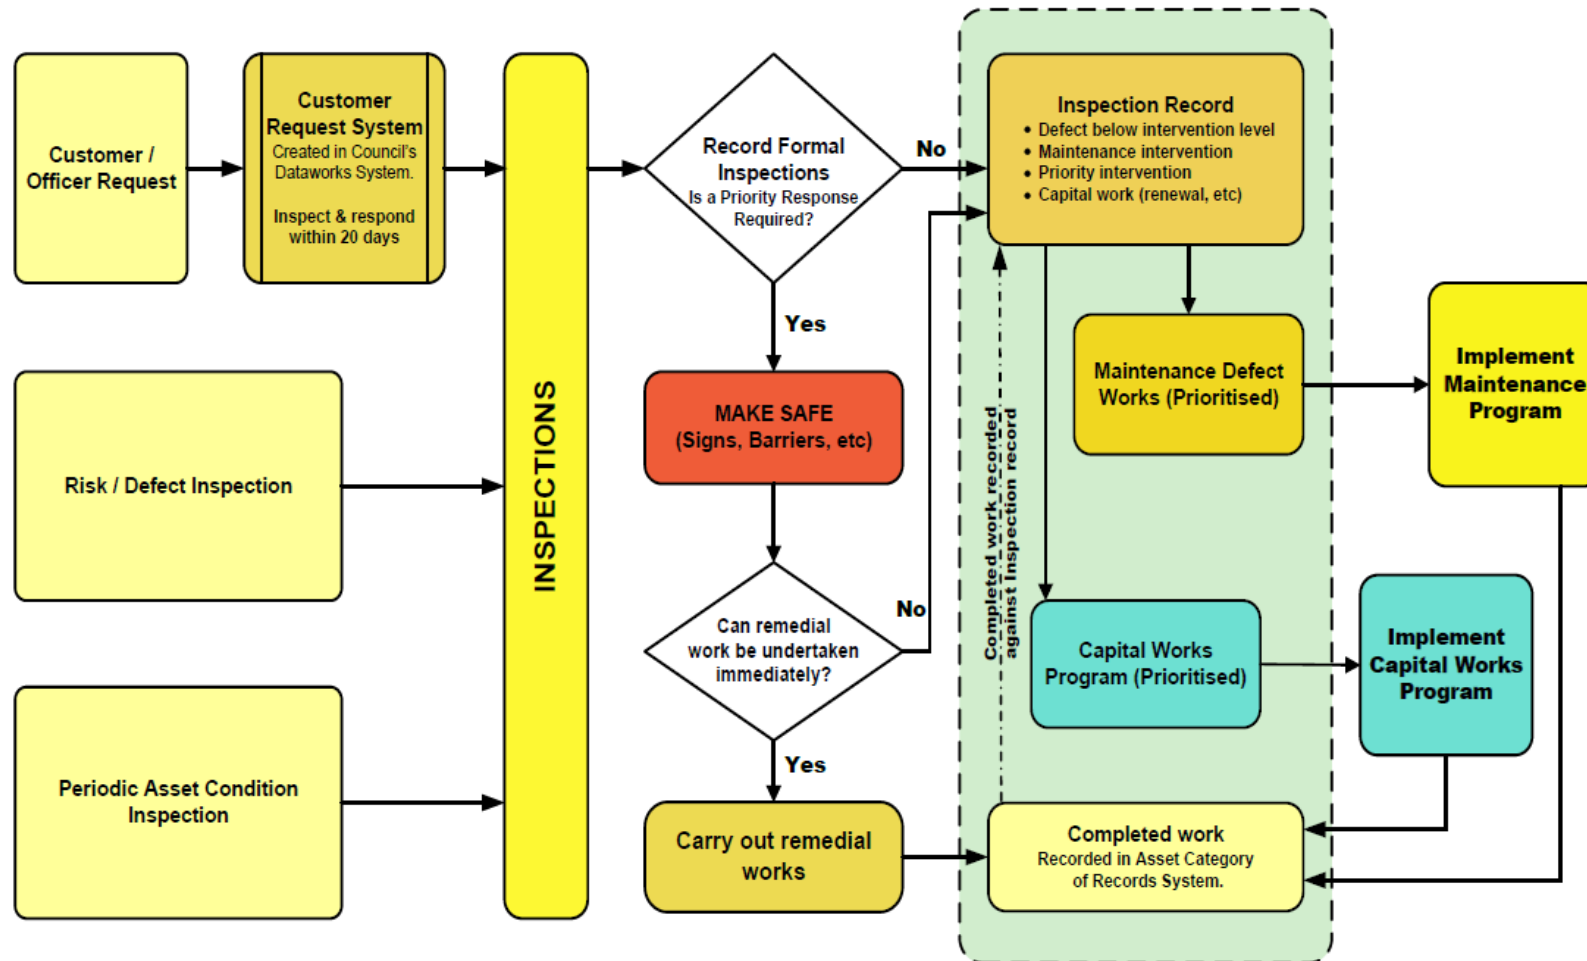 Customer /
Officer Request
Customer
Request System
Created in Council's
Dataworks System.
Inspect & respond
within 20 days
Risk / Defect Inspection
Periodic Asset Condition
Inspection
INSPECTIONS
Record Formal
Inspections
Is a Priority Response
Required?
No
Yes
MAKE SAFE
(Signs, Barriers, etc)
Can remedial
work be undertaken
immediately?
No
Yes
Carry out remedial
works
Inspection Record
• Defect below intervention level
• Maintenance intervention
• Priority intervention
• Capital work (renewal, etc)
Maintenance Defect
Works (Prioritised)
Completed work recorded
against Inspection record
Capital Works
Program (Prioritised)
Completed work
Recorded in Asset Category
of Records System.
Implement
Maintenance
Program
Implement
Capital Works
Program